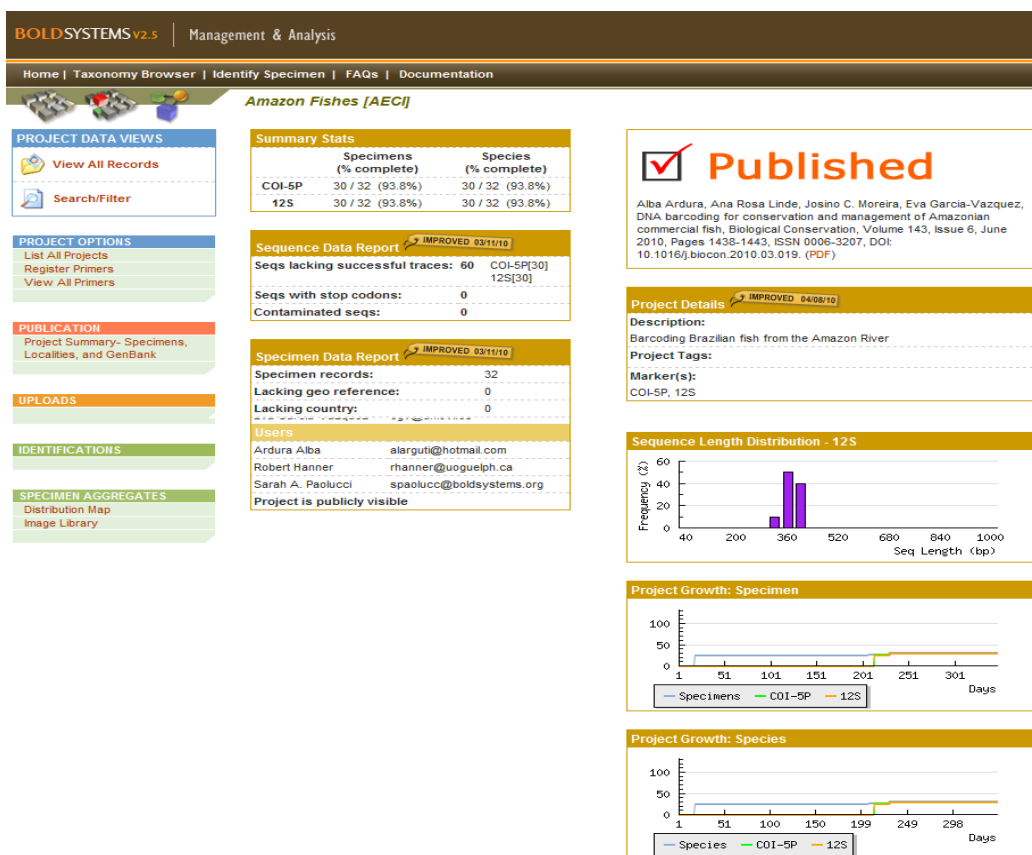 BOLDSYSTEMS V2.5 Management & Analysis
Home | Taxonomy Browser | Identify Specimen | FAQs | Documentation
Amazon Fishes [AECI]
PROJECT DATA VIEWS
View All Records
Search/Filter
PROJECT OPTIONS
List All Projects
Register Primers
View All Primers
PUBLICATION
Project Summary- Specimens,
Localities, and GenBank
UPLOADS
IDENTIFICATIONS
SPECIMEN AGGREGATES
Distribution Map
Image Library
Summary Stats
Specimens Species
(% complete) (% complete)
COI-5P 30 / 32 (93.8%) 30 / 32 (93.8%)
12S 30 / 32 (93.8%) 30 / 32 (93.8%)
Sequence Data Report IMPROVED 03/11/10
Seqs lacking successful traces: 60 COI-5P[30]
12S[30]
Seqs with stop codons: 0
Contaminated seqs: 0
Specimen Data Report IMPROVED 03/11/10
Specimen records: 32
Lacking geo reference: 0
Lacking country: 0
Users
Ardura Alba alarguti@hotmail.com
Robert Hanner rhanner@uoguelph.ca
Sarah A. Paolucci spaolucc@boldsystems.org
Project is publicly visible
Published
Alba Ardura, Ana Rosa Linde, Josino C. Moreira, Eva Garcia-Vazquez,
DNA barcoding for conservation and management of Amazonian
commercial fish, Biological Conservation, Volume 143, Issue 6, June
2010, Pages 1438-1443, ISSN 0006-3207, DOI:
10.1016/j.biocon.2010.03.019. (PDF)
Project Details IMPROVED 04/08/10
Description:
Barcoding Brazilian fish from the Amazon River
Project Tags:
Marker(s):
COI-5P, 12S
Sequence Length Distribution - 12S
Frequency (%)
60
40
20
0
40 200 360 520 680 840 1000
Seq Length (bp)
Project Growth: Specimen
100
50
0
1 51 101 151 201 251 301
Days
Specimens COI-5P 12S
Project Growth: Species
100
50
0
1 51 100 150 199 249 298
Days
Species COI-5P 12S